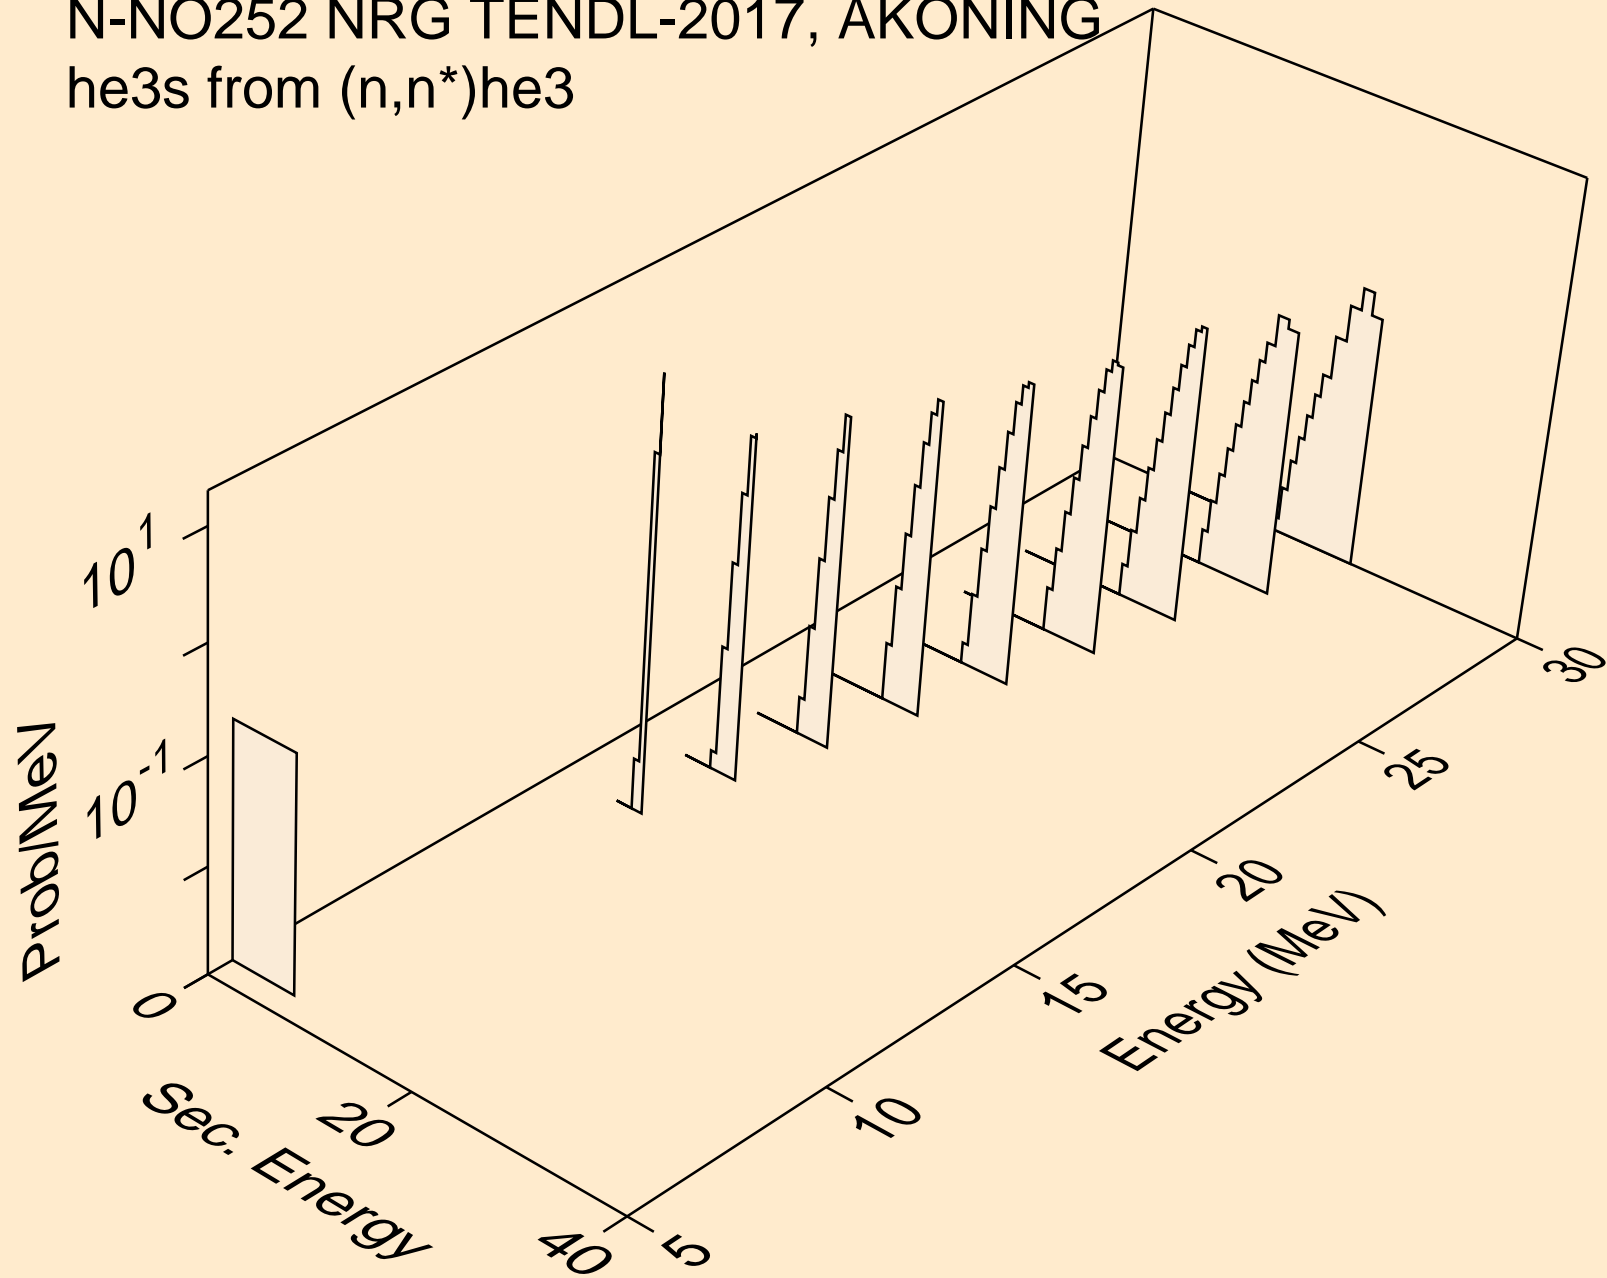 N-NO252 NRG TENDL-2017, AKONING
he3s from (n,n*)he3
10^1
10^-1
Prob/MeV
0
20
40
Sec. Energy
5
10
15
20
25
30
Energy (MeV)